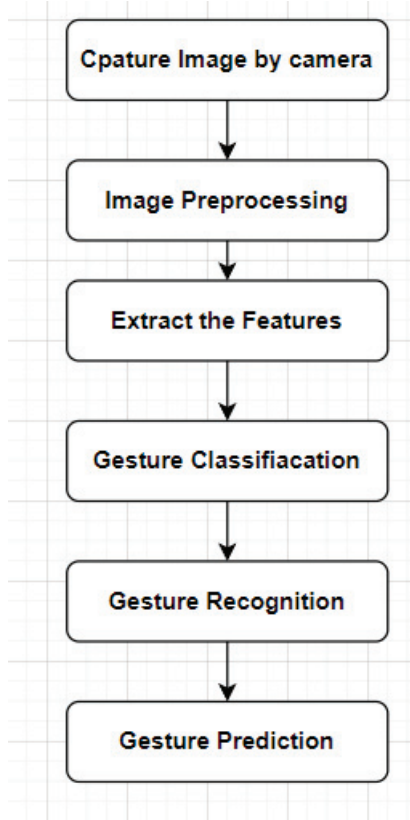 Cpature Image by camera
Image Preprocessing
Extract the Features
Gesture Classifiacation
Gesture Recognition
Gesture Prediction